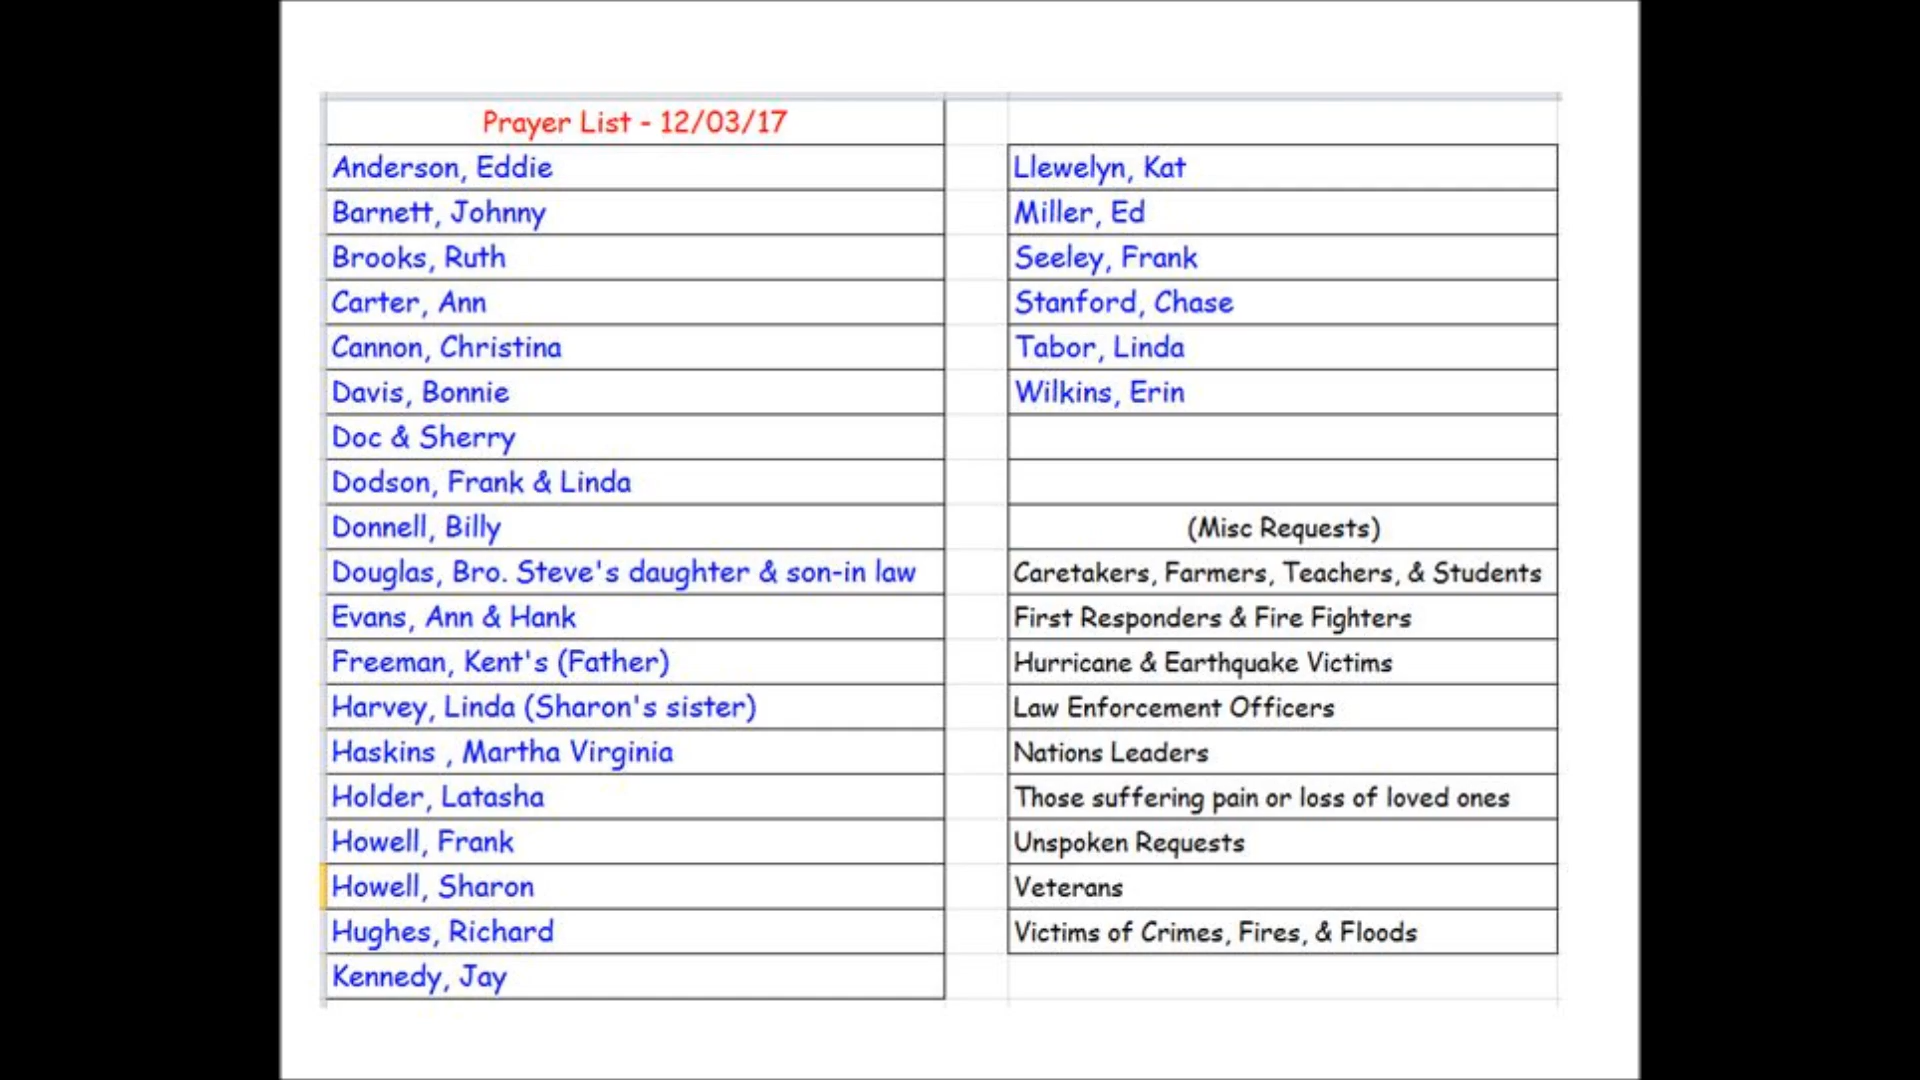 Prayer List - 12/03/17
Anderson, Eddie
Barnett, Johnny
Brooks, Ruth
Carter, Ann
Cannon, Christina
Davis, Bonnie
Doc & Sherry
Dodson, Frank & Linda
Donnell, Billy
Douglas, Bro. Steve's daughter & son-in law
Evans, Ann & Hank
Freeman, Kent's (Father)
Harvey, Linda (Sharon's sister)
Haskins , Martha Virginia
Holder, Latasha
Howell, Frank
Howell, Sharon
Hughes, Richard
Kennedy, Jay
Llewelyn, Kat
Miller, Ed
Seeley, Frank
Stanford, Chase
Tabor, Linda
Wilkins, Erin
(Misc Requests)
Caretakers, Farmers, Teachers, & Students
First Responders & Fire Fighters
Hurricane & Earthquake Victims
Law Enforcement Officers
Nations Leaders
Those suffering pain or loss of loved ones
Unspoken Requests
Veterans
Victims of Crimes, Fires, & Floods